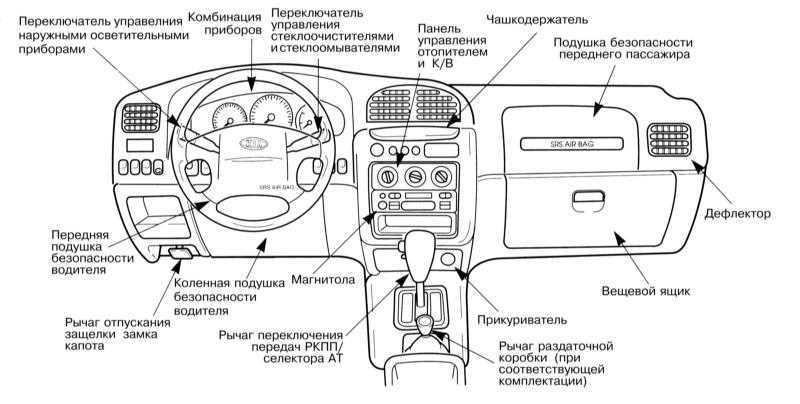 Переключатель управелния
наружными осветительными
приборами
Комбинация
приборов
Переключатель
управления
стеклоочистителями
и стеклоомывателями
Панель
управления
отопителем
и К/В
Чашкодержатель
Подушка безопасности
переднего пассажира
SRS AIR BAG
SRS AIR BAG
Дефлектор
Передняя
подушка
безопасности
водителя
Коленная подушка
безопасности
водителя
Магнитола
Вещевой ящик
Рычаг отпускания
защелки замка
капота
Рычаг переключения
передач РКПП/
селектора АТ
Прикуриватель
Рычаг раздаточной
коробки (при
соответствующей
комплектации)